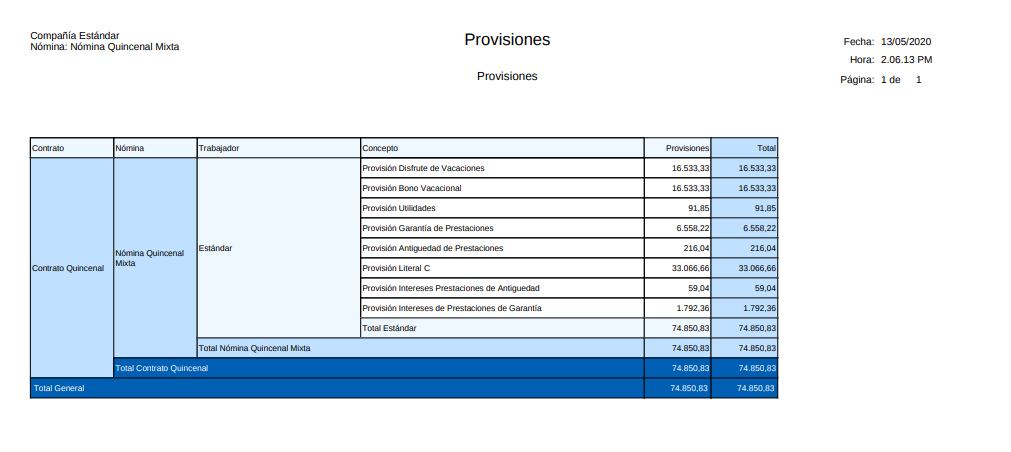 Compañía Estándar
Nómina: Nómina Quincenal Mixta
Provisiones
Provisiones
Fecha: 13/05/2020
Hora: 2.06.13 PM
Página: 1 de 1
Contrato Nómina Trabajador Concepto Provisiones Total
Provisión Disfrute de Vacaciones 16.533,33 16.533,33
Provisión Bono Vacacional 16.533,33 16.533,33
Provisión Utilidades 91,85 91,85
Provisión Garantía de Prestaciones 6.558,22 6.558,22
Estándar Provisión Antiguedad de Prestaciones 216,04 216,04
Contrato Quincenal Nómina Quincenal
Mixta
Provisión Literal C 33.066,66 33.066,66
Provisión Intereses Prestaciones de Antiguedad 59,04 59,04
Provisión Intereses de Prestaciones de Garantía 1.792,36 1.792,36
Total Estándar 74.850,83 74.850,83
Total Nómina Quincenal Mixta 74.850,83 74.850,83
Total Contrato Quincenal 74.850,83 74.850,83
Total General 74.850,83 74.850,83